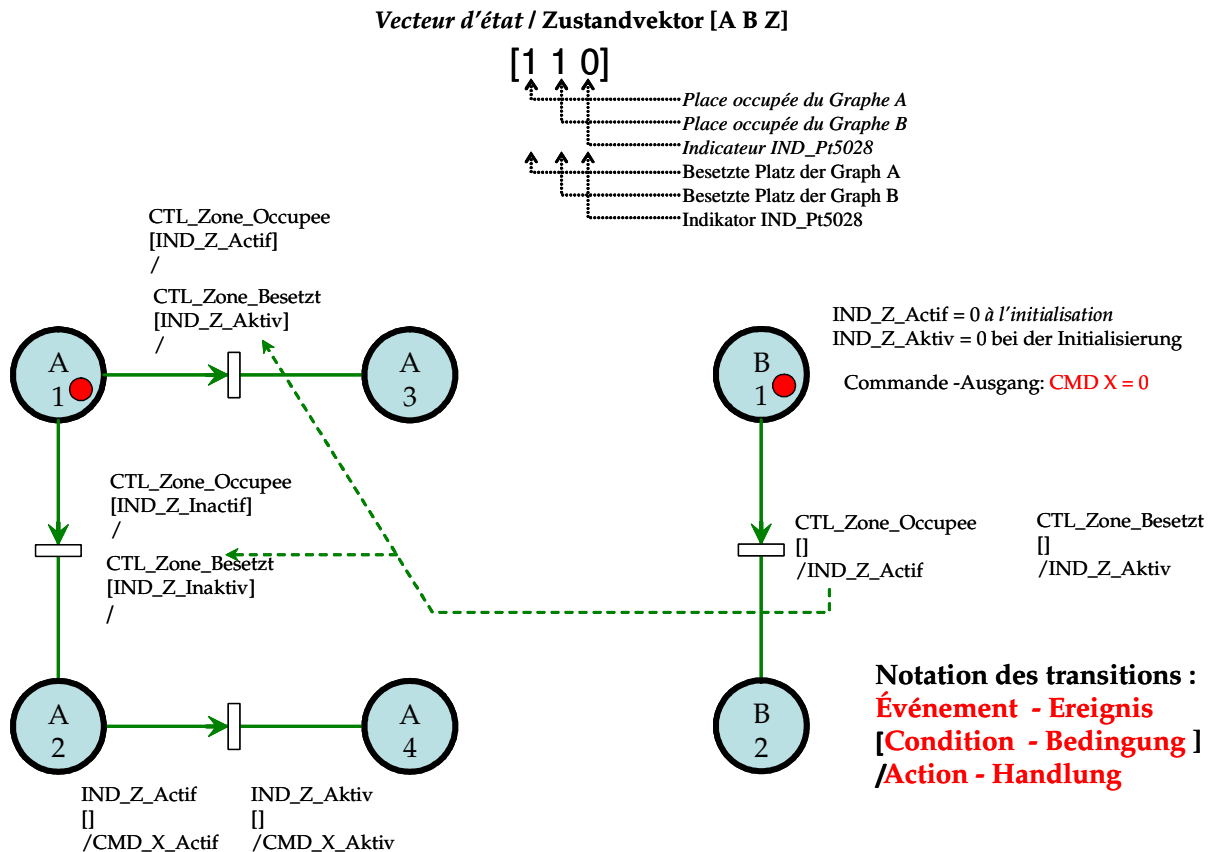 Vecteur d'état / Zustandvektor [A B Z]
[1 1 0]
Place occupée du Graphe A
Place occupée du Graphe B
Indicateur IND_Pt5028
Besetzte Platz der Graph A
Besetzte Platz der Graph B
Indikator IND_Pt5028
CTL_Zone_Occupee
[IND_Z_Actif]
/
CTL_Zone_Besetzt
[IND_Z_Aktiv]
/
A
1
A
3
B
1
IND_Z_Actif = 0 à l'initialisation
IND_Z_Aktiv = 0 bei der Initialisierung
Commande -Ausgang: CMD X = 0
CTL_Zone_Occupee
[IND_Z_Inactif]
/
CTL_Zone_Besetzt
[IND_Z_Inaktiv]
/
CTL_Zone_Occupee
[]
/IND_Z_Actif
CTL_Zone_Besetzt
[]
/IND_Z_Aktiv
A
2
A
4
B
2
Notation des transitions :
Événement - Ereignis
[Condition - Bedingung ]
/Action - Handlung
IND_Z_Actif
[]
/CMD_X_Actif
IND_Z_Aktiv
[]
/CMD_X_Aktiv